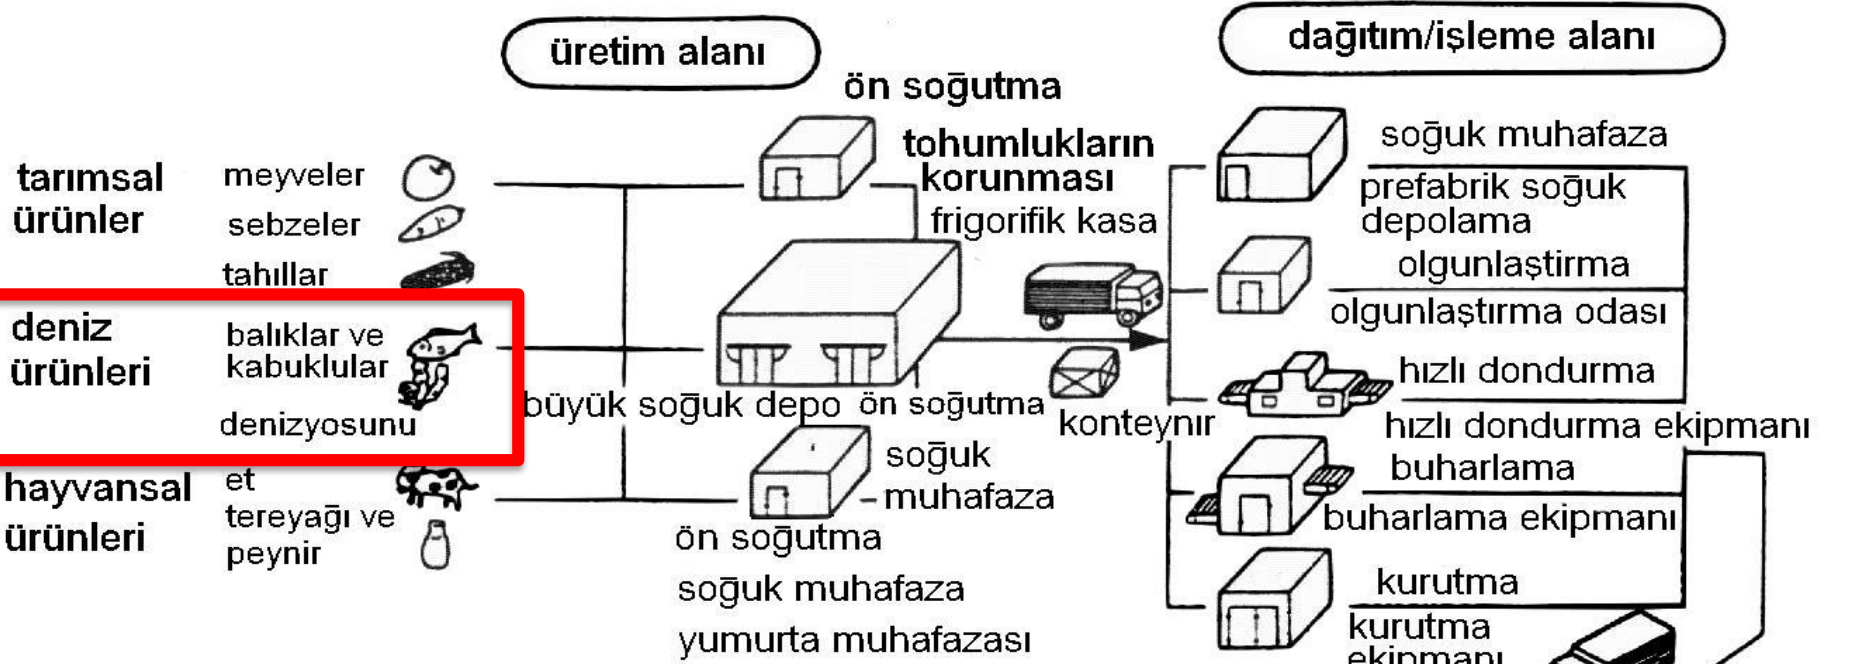 üretim alanı
dağıtım/işleme alanı
ön soğutma
tohumlukların
korunması
frigorifik kasa
soğuk muhafaza
prefabrik soğuk
depolama
olgunlaştirma
olgunlaştırma odası
tarımsal
ürünler
meyveler
sebzeler
tahıllar
deniz
ürünleri
balıklar ve
kabuklular
denizyosunu
büyük soğuk depo
ön soğutma
konteynır
hızlı dondurma
hızlı dondurma ekipmanı
hayvansal
ürünleri
et
tereyağı ve
peynir
soğuk
muhafaza
ön soğutma
soğuk muhafaza
yumurta muhafazası
buharlama
buharlama ekipmanı
kurutma
kurutma
ekipmanı